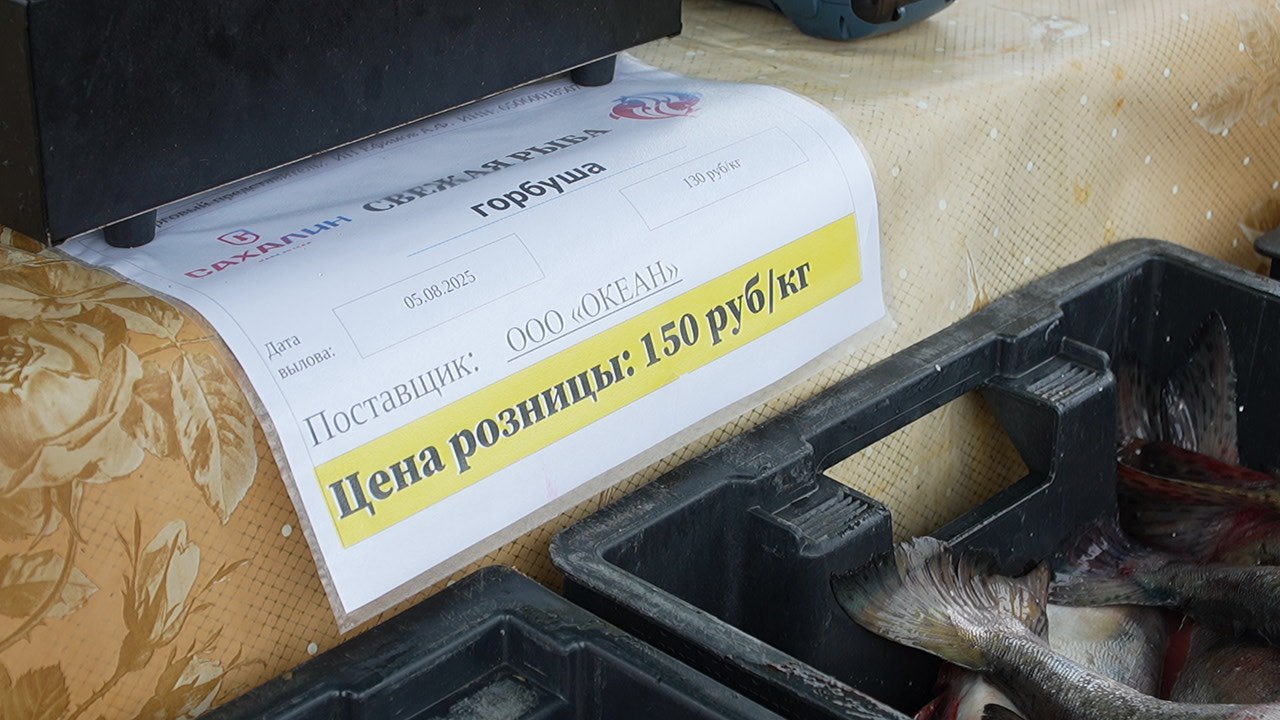 СВЕЖАЯ РЫБА
САХАЛИН
горбуша
130 руб/кг
Дата
вылова:
05.08.2025
Поставщик: ООО «ОКЕАН»
Цена розницы: 150 руб/кг